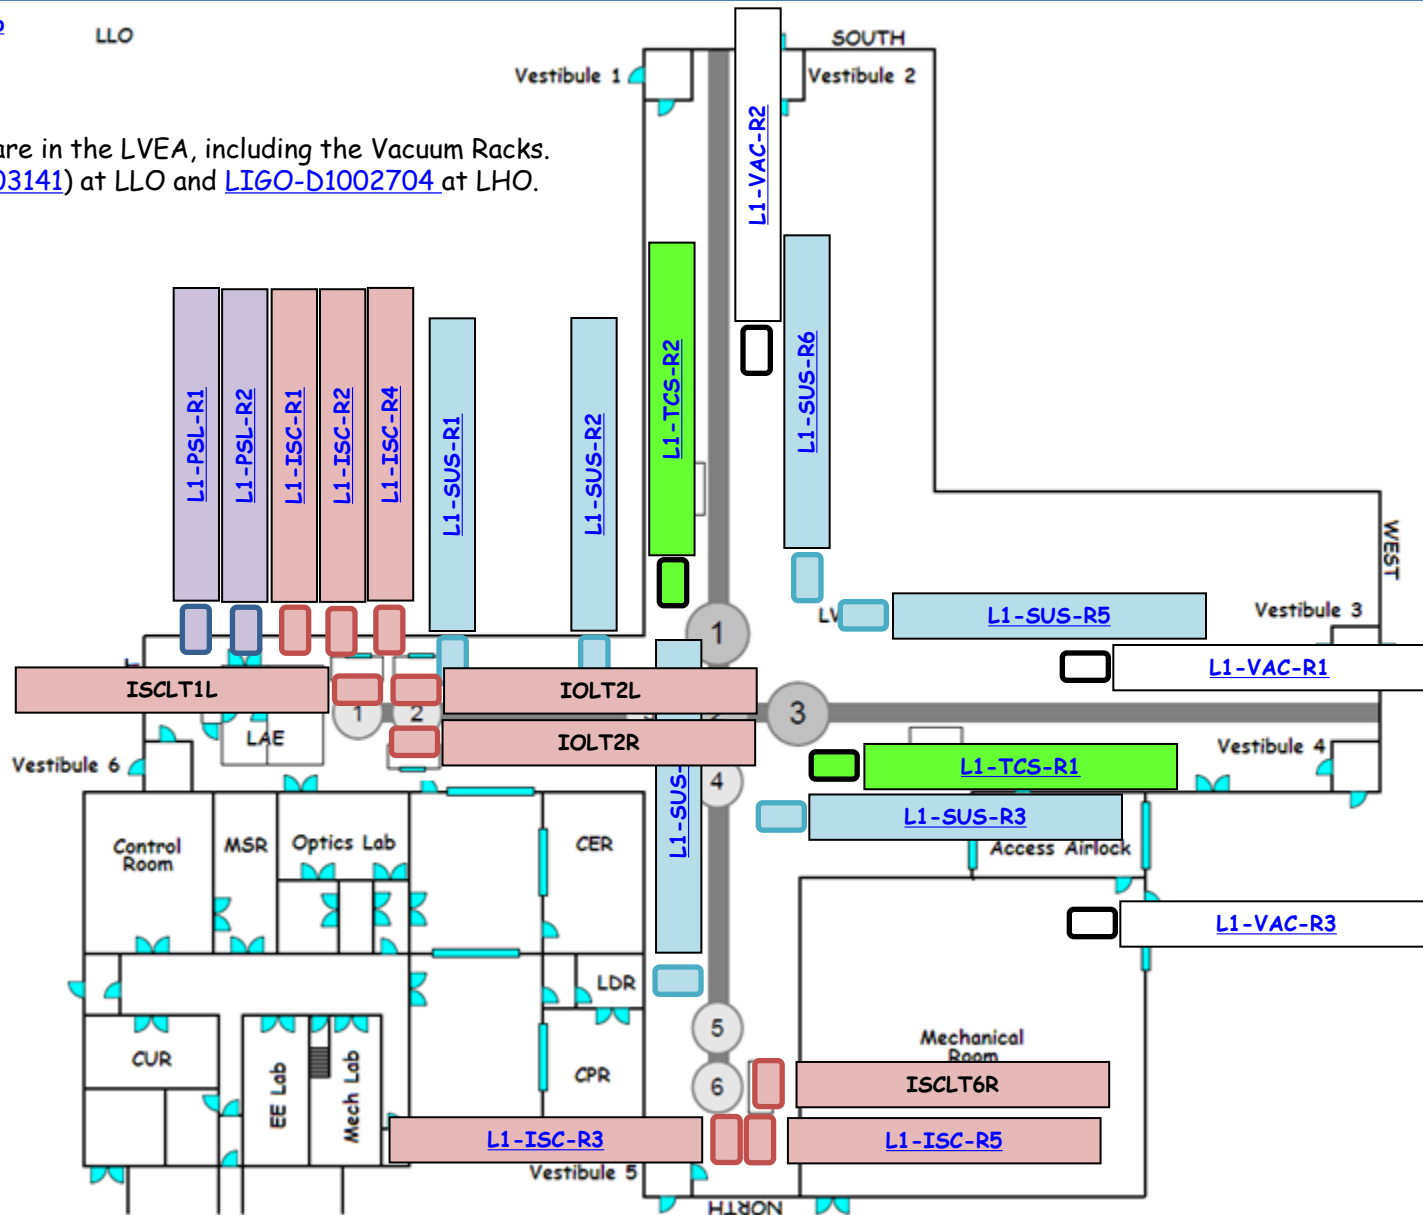 LLO
SOUTH
Vestibule 1
Vestibule 2
are in the LVEA, including the Vacuum Racks.
03141) at LLO and LIGO-D1002704 at LHO.
L1-VAC-R2
L1-TCS-R2
L1-SUS-R6
L1-PSL-R1
L1-PSL-R2
L1-ISC-R1
L1-ISC-R2
L1-ISC-R4
L1-SUS-R1
L1-SUS-R2
WEST
L1-SUS-R5
Vestibule 3
LV
1
L1-VAC-R1
ISCLT1L
IOLT2L
1
2
3
LAE
IOLT2R
Vestibule 4
Vestibule 6
L1-TCS-R1
4
L1-SUS-
L1-SUS-R3
Control
Room
MSR
Optics Lab
CER
Access Airlock
L1-VAC-R3
LDR
5
Mechanical
Room
CUR
EE Lab
Mech Lab
CPR
6
ISCLT6R
L1-ISC-R3
L1-ISC-R5
Vestibule 5
NORTH